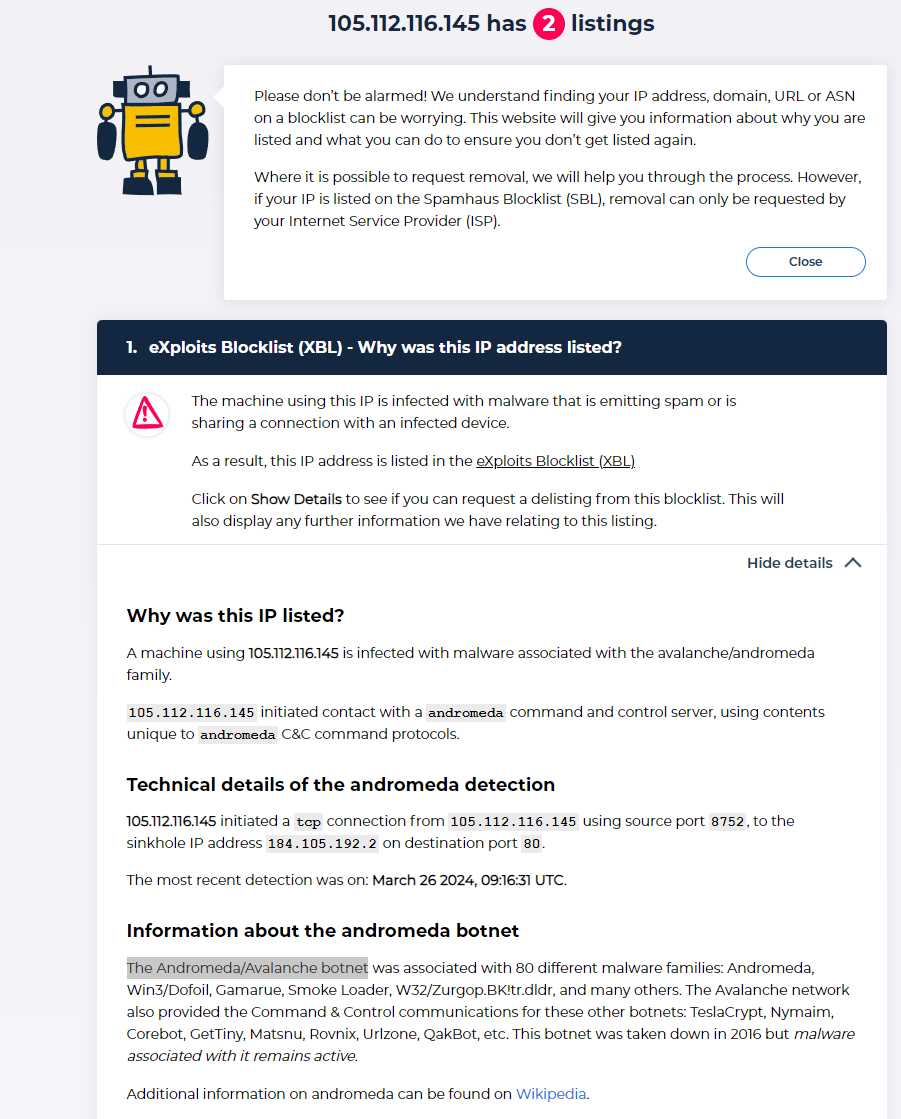 105.112.116.145 has 2 listings
Please don't be alarmed! We understand finding your IP address, domain, URL or ASN
on a blocklist can be worrying. This website will give you information about why you are
listed and what you can do to ensure you don't get listed again.
Where it is possible to request removal, we will help you through the process. However,
if your IP is listed on the Spamhaus Blocklist (SBL), removal can only be requested by
your Internet Service Provider (ISP).
Close
1. eXploits Blocklist (XBL) - Why was this IP address listed?
The machine using this IP is infected with malware that is emitting spam or is
sharing a connection with an infected device.
As a result, this IP address is listed in the eXploits Blocklist (XBL)
Click on Show Details to see if you can request a delisting from this blocklist. This will
also display any further information we have relating to this listing.
Hide details
Why was this IP listed?
A machine using 105.112.116.145 is infected with malware associated with the avalanche/andromeda
family.
105.112.116.145 initiated contact with a andromeda command and control server, using contents
unique to andromeda C&C command protocols.
Technical details of the andromeda detection
105.112.116.145 initiated a tcp connection from 105.112.116.145 using source port 8752, to the
sinkhole IP address 184.105.192.2 on destination port 80.
The most recent detection was on: March 26 2024, 09:16:31 UTC.
Information about the andromeda botnet
The Andromeda/Avalanche botnet was associated with 80 different malware families: Andromeda,
Win3/Dofoil, Gamarue, Smoke Loader, W32/Zurgop.BK!tr.dldr, and many others. The Avalanche network
also provided the Command & Control communications for these other botnets: TeslaCrypt, Nymaim,
Corebot, GetTiny, Matsnu, Rovnix, Urlzone, QakBot, etc. This botnet was taken down in 2016 but malware
associated with it remains active.
Additional information on andromeda can be found on Wikipedia.